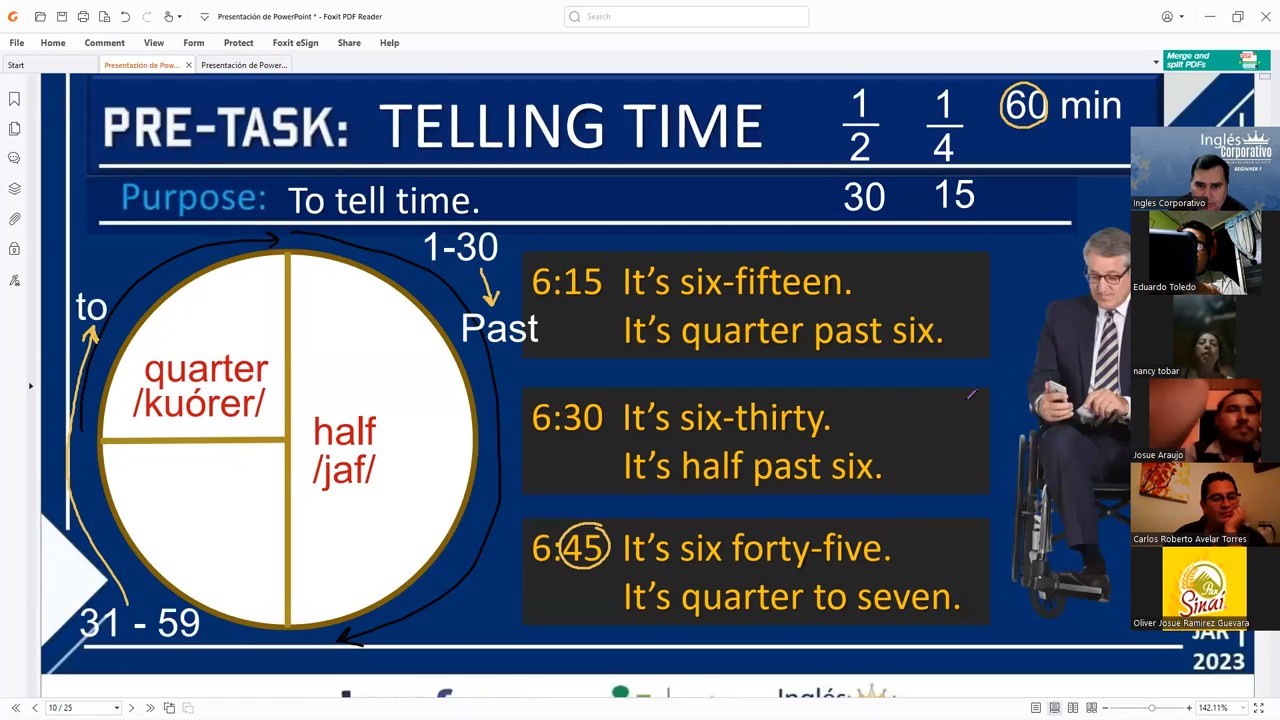 Presentación de PowerPoint * - Foxit PDF Reader
Search
File
Home
Comment
View
Form
Protect
Foxit eSign
Share
Help
Start
Presentación de Pow...
Presentación de Power...
Merge and
split PDFs
PRE-TASK: TELLING TIME
1
2
1
4
60 min
Purpose: To tell time.
30
15
1-30
Past
to
quarter
/kuórer/
half
/jaf/
31 - 59
6:15 It's six-fifteen.
It's quarter past six.
6:30 It's six-thirty.
It's half past six.
6:45 It's six forty-five.
It's quarter to seven.
Inglés
Corporativo
BEGINNER 1
Ingles Corporativo
Eduardo Toledo
nancy tobar
Josue Araujo
Carlos Roberto Avelar Torres
Pan
Sinai
Oliver Josue Ramirez Guevara
2023
Inglés
10 / 25
142.11%